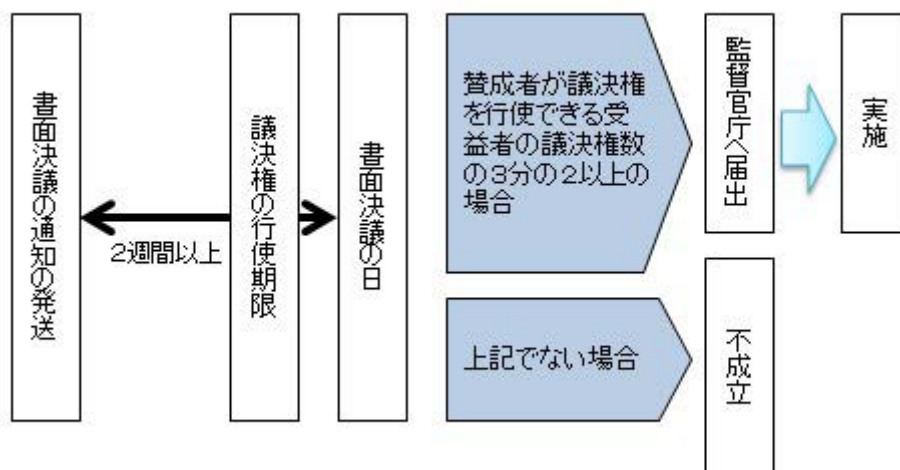 書面決議の通知の発送
2週間以上
議決権の行使期限
書面決議の日
賛成者が議決権
を行使できる受
益者の議決権数
の3分の2以上の
場合
監督官庁へ届出
実施
上記でない場合
不成立